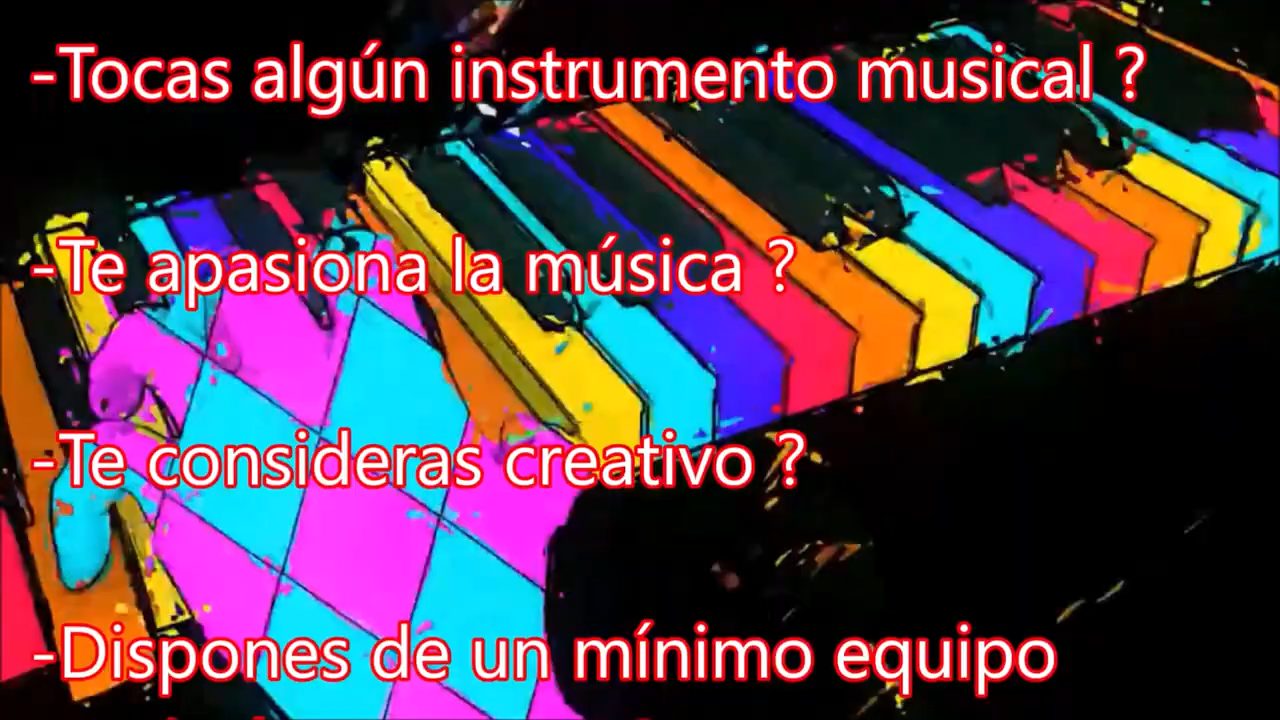 -Tocas algún instrumento musical ?
-Te apasiona la música ?
-Te consideras creativo ?
-Dispones de un mínimo equipo